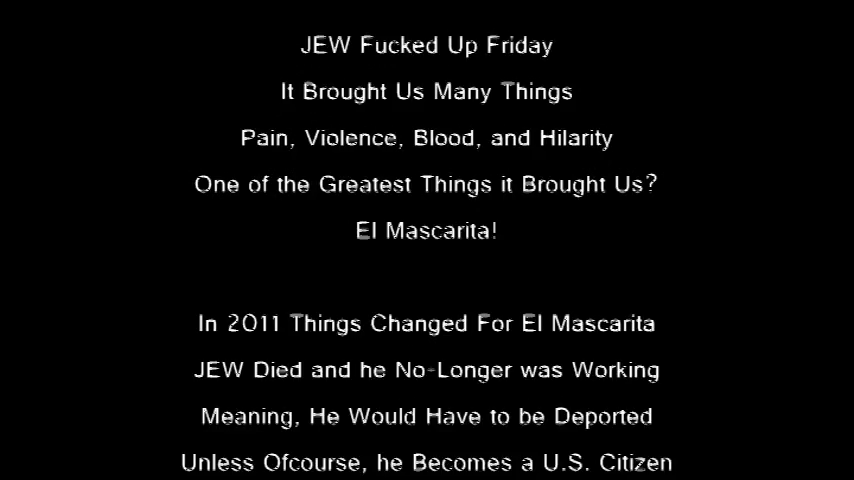 JEW Fucked Up Friday
It Brought Us Many Things
Pain, Violence, Blood, and Hilarity
One of the Greatest Things it Brought Us?
El Mascarita!
In 2011 Things Changed For El Mascarita
JEW Died and he No-Longer was Working
Meaning, He Would Have to be Deported
Unless Ofcourse, he Becomes a U.S. Citizen